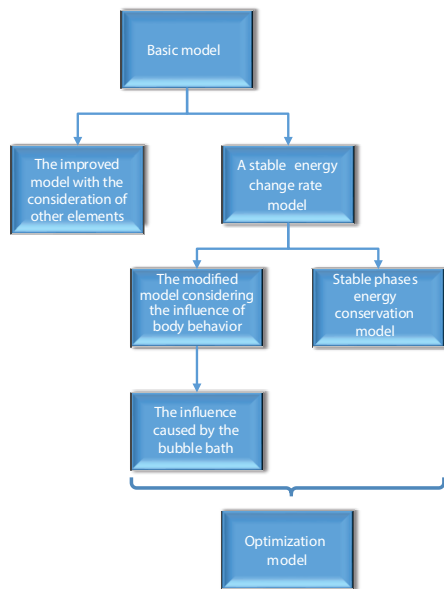 Basic model
The improved
model with the
consideration of
other elements
A stable energy
change rate
model
The modified
model considering
the influence of
body behavior
Stable phases
energy
conservation
model
The influence
caused by the
bubble bath
Optimization
model